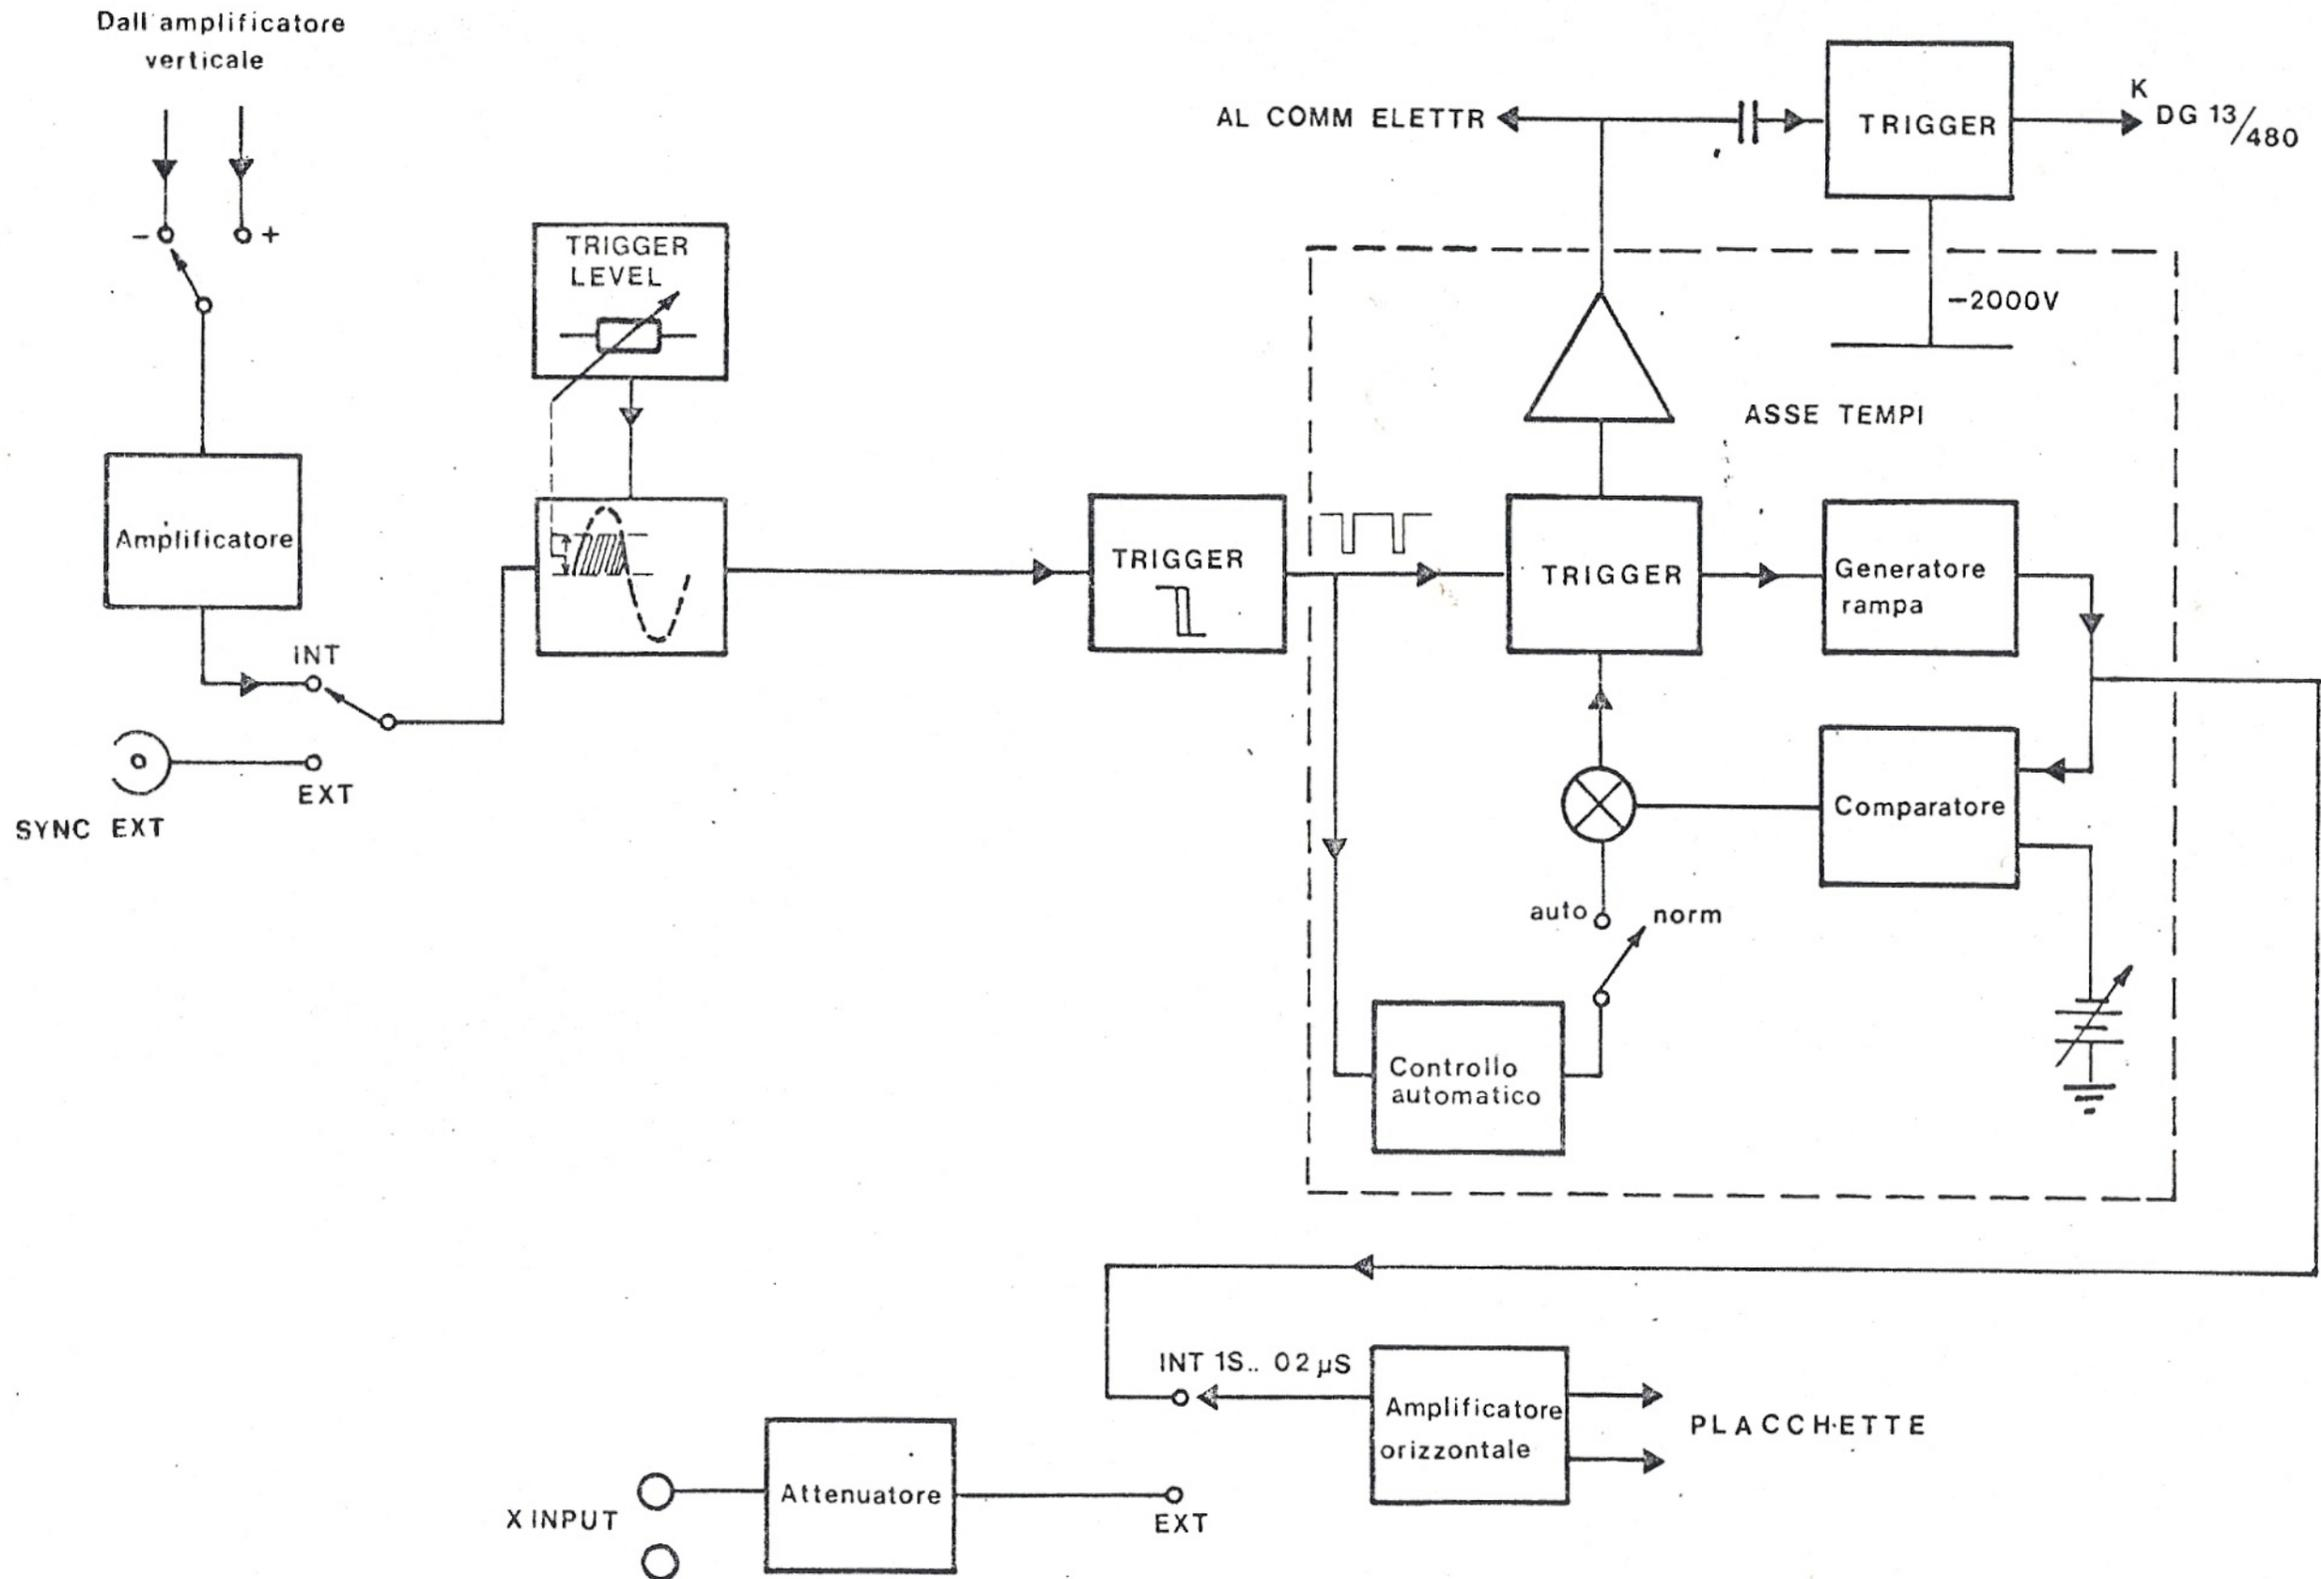 Dall'amplificatore
verticale
- +
AL COMM ELETTR
TRIGGER
K
DG 13/480
TRIGGER
LEVEL
-2000V
ASSE TEMPI
Amplificatore
TRIGGER
TRIGGER
Generatore
rampa
INT
EXT
SYNC EXT
Comparatore
auto norm
Controllo
automatico
INT 1S.. 02 µS
Amplificatore
orizzontale
PLACCHETTE
Attenuatore
X INPUT
EXT